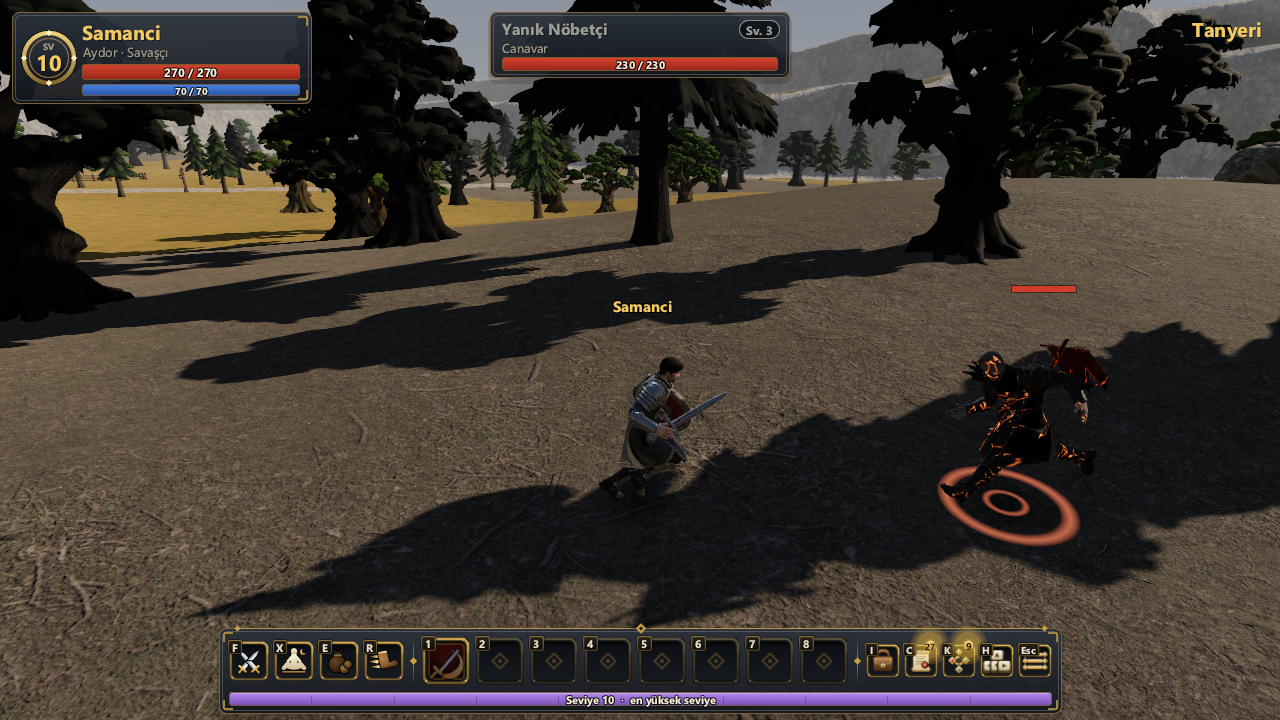 Samanci
SV
10
Aydor · Savaşçı
270 / 270
70 / 70
Yanık Nöbetçi
Sv. 3
Canavar
230 / 230
Tanyeri
Samanci
F
X
E
R
1
2
3
4
5
6
7
8
I
C
27
K
9
H
Esc
Seviye 10 · en yüksek seviye